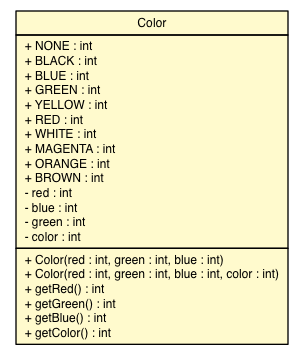 Color
+ NONE : int
+ BLACK : int
+ BLUE : int
+ GREEN : int
+ YELLOW : int
+ RED : int
+ WHITE : int
+ MAGENTA : int
+ ORANGE : int
+ BROWN : int
- red : int
- blue : int
- green : int
- color : int
+ Color(red : int, green : int, blue : int)
+ Color(red : int, green : int, blue : int, color : int)
+ getRed() : int
+ getGreen() : int
+ getBlue() : int
+ getColor() : int